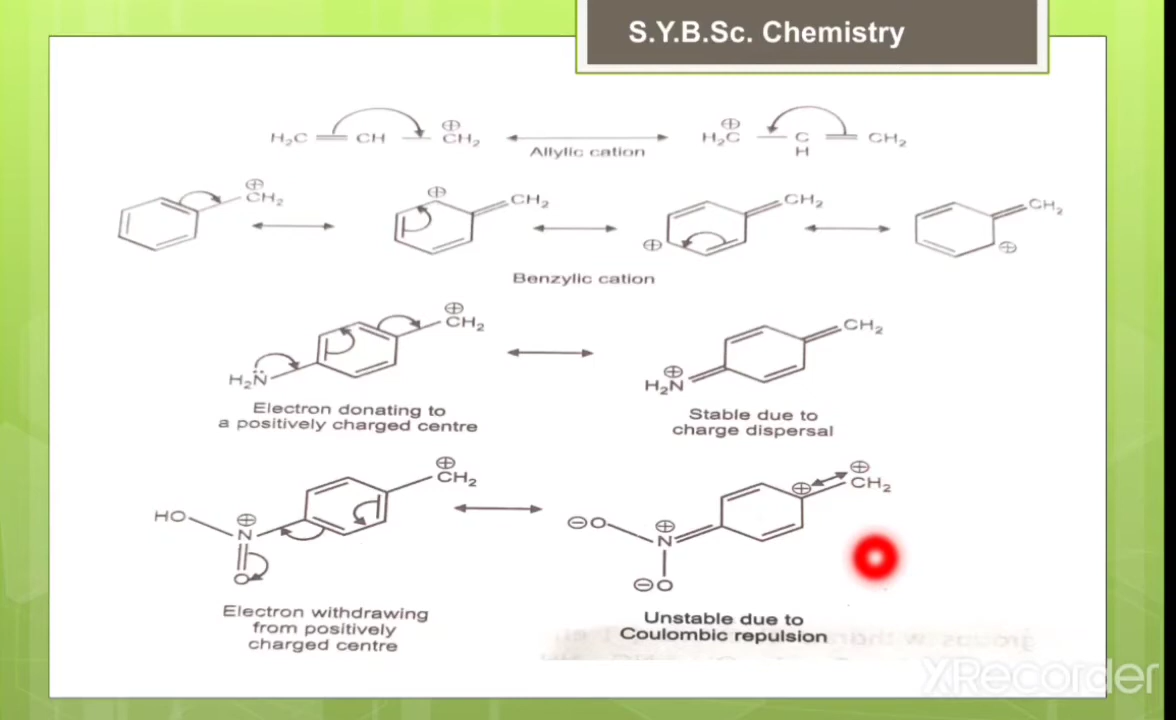 S.Y.B.Sc. Chemistry
H₂C CH ⊕ CH₂ ⊕ H₂C C H CH₂
Allylic cation
⊕ CH₂ ⊕ CH₂ ⊕ CH₂ ⊕ CH₂
Benzylic cation
H₂N̈ ⊕ CH₂ ⊕ H₂N CH₂
Electron donating to
a positively charged centre
Stable due to
charge dispersal
HO ⊕ N O ⊕ CH₂ ⊖O ⊕ N ⊖O ⊕ ⊕ CH₂
Electron withdrawing
from positively
charged centre
Unstable due to
Coulombic repulsion
XRecorder